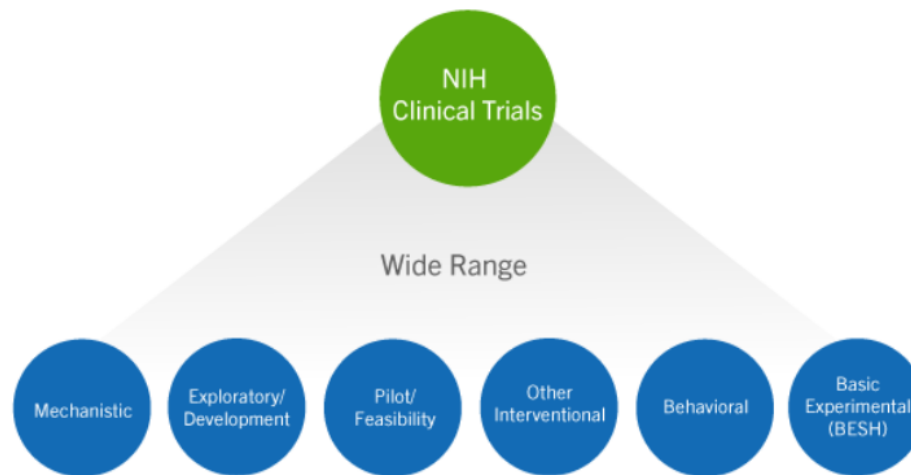 NIH
Clinical Trials
Wide Range
Mechanistic
Exploratory/
Development
Pilot/
Feasibility
Other
Interventional
Behavioral
Basic
Experimental
(BESH)